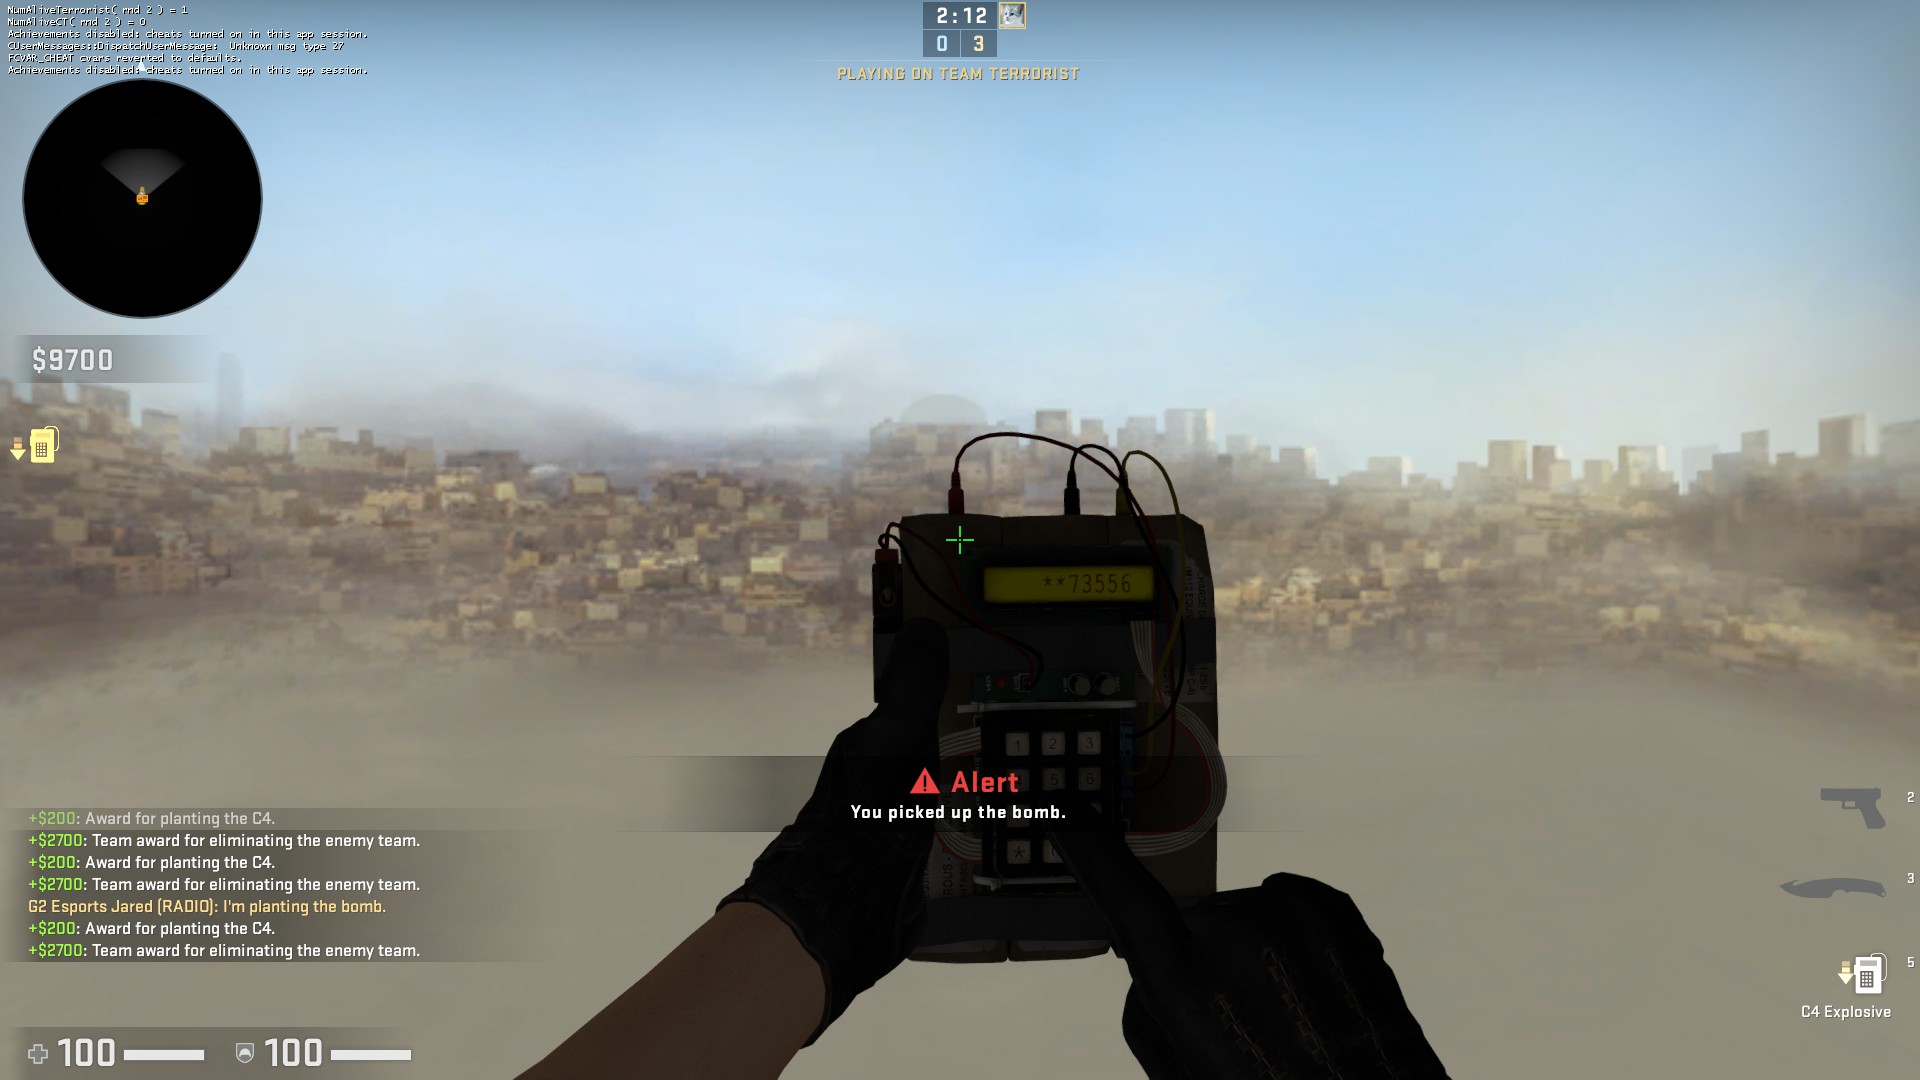 NumAliveTerrorist( rnd 2 ) = 1
NumAliveCT( rnd 2 ) = 0
Achievements disabled: cheats turned on in this app session.
CUserMessages::DispatchUserMessage:  Unknown msg type 27
FCVAR_CHEAT cvars reverted to defaults.
Achievements disabled: cheats turned on in this app session.
2:12
0 3
PLAYING ON TEAM TERRORIST
$9700
**73556
1 2 3
5 6
*
Alert
You picked up the bomb.
2
3
5
C4 Explosive
+$200: Award for planting the C4.
+$2700: Team award for eliminating the enemy team.
+$200: Award for planting the C4.
+$2700: Team award for eliminating the enemy team.
G2 Esports Jared (RADIO): I'm planting the bomb.
+$200: Award for planting the C4.
+$2700: Team award for eliminating the enemy team.
100 100